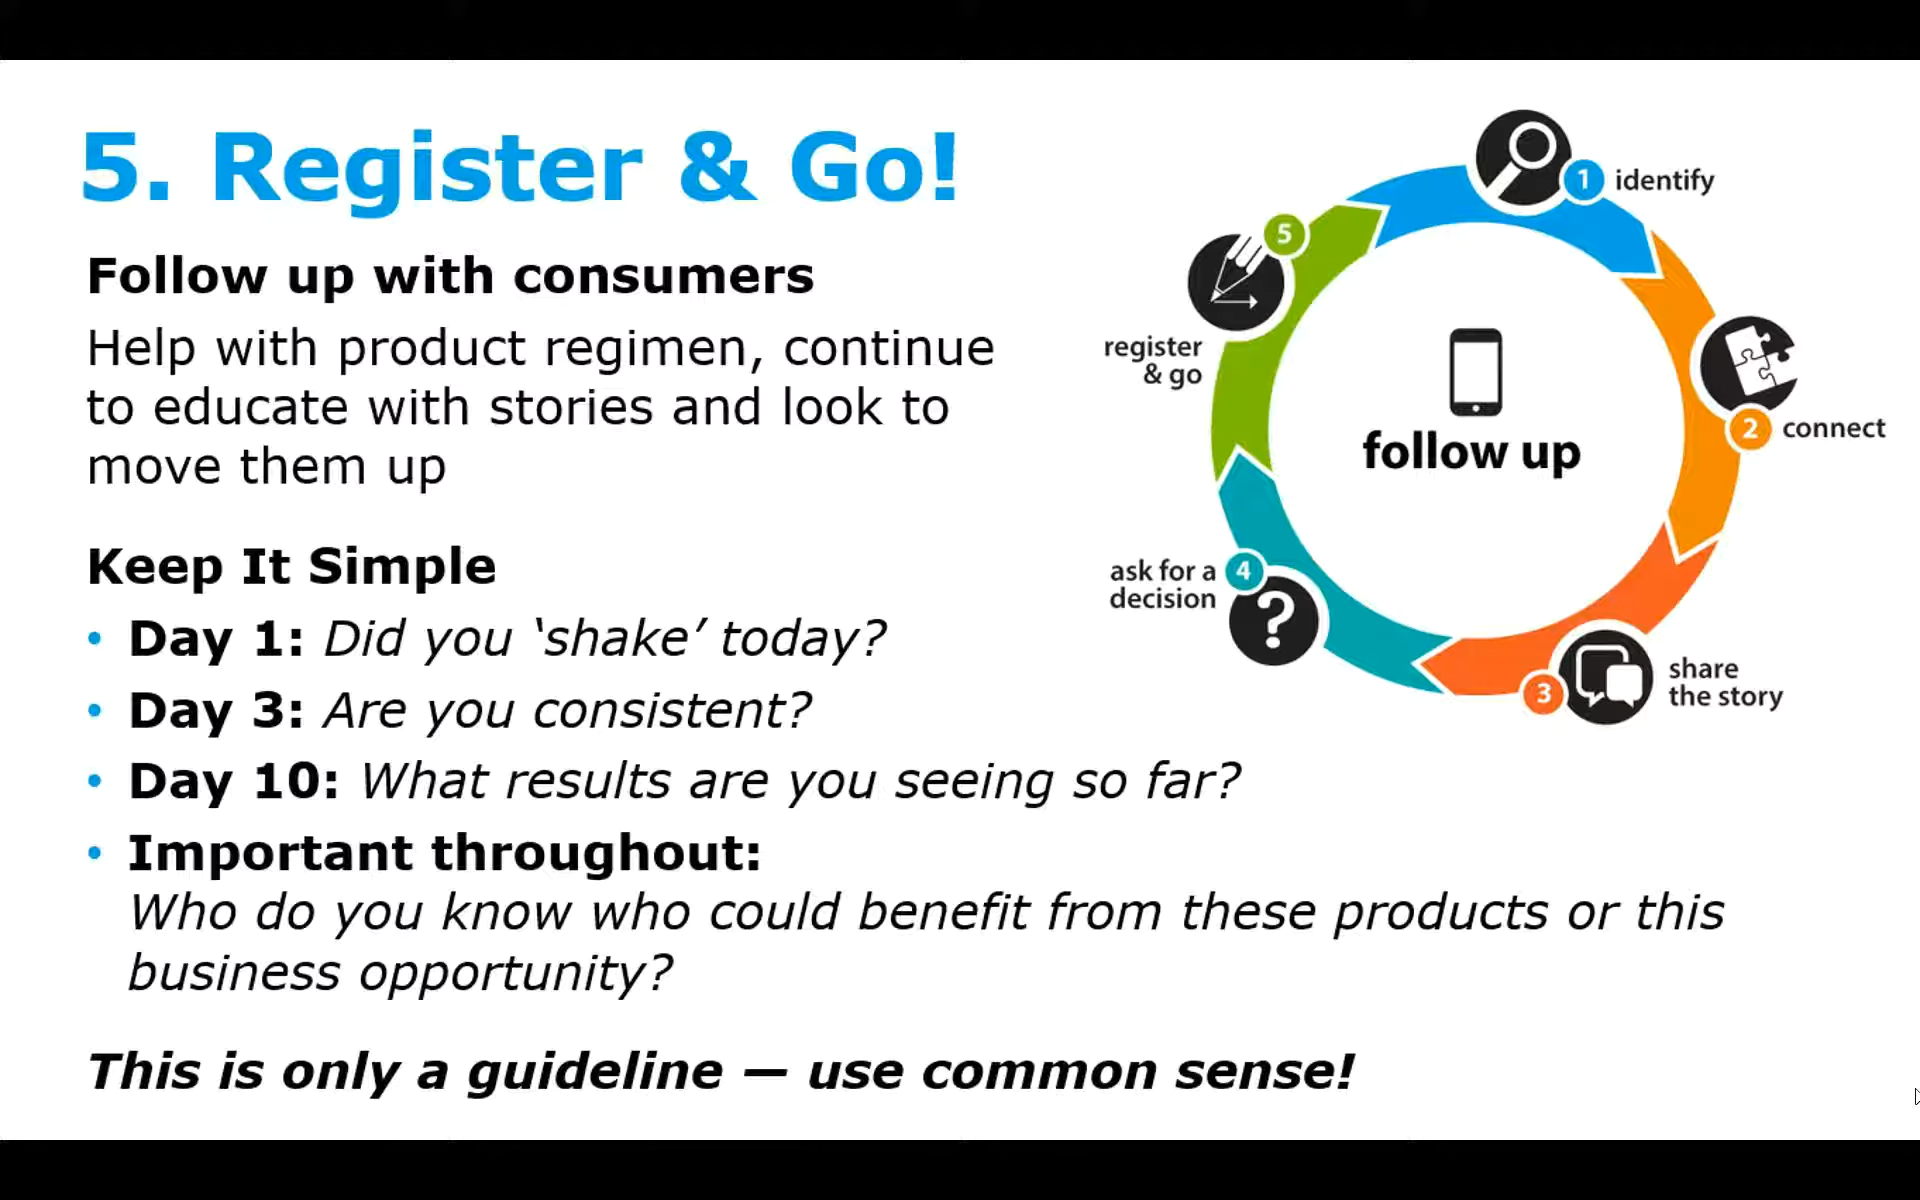 5. Register & Go!
Follow up with consumers
Help with product regimen, continue
to educate with stories and look to
move them up
Keep It Simple
• Day 1: Did you ‘shake’ today?
• Day 3: Are you consistent?
• Day 10: What results are you seeing so far?
• Important throughout:
Who do you know who could benefit from these products or this
business opportunity?
This is only a guideline — use common sense!
1 identify
2 connect
3 share
the story
4 ask for a
decision
5
register
& go
follow up